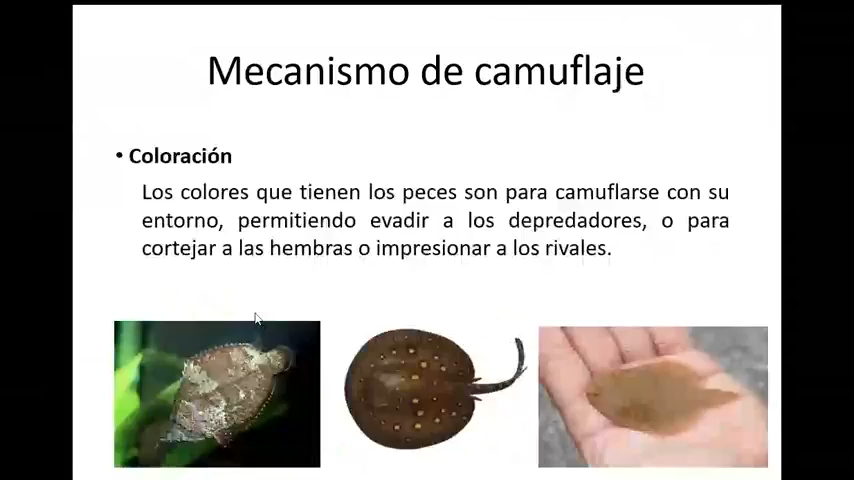 Mecanismo de camuflaje
• Coloración
Los colores que tienen los peces son para camuflarse con su
entorno, permitiendo evadir a los depredadores, o para
cortejar a las hembras o impresionar a los rivales.